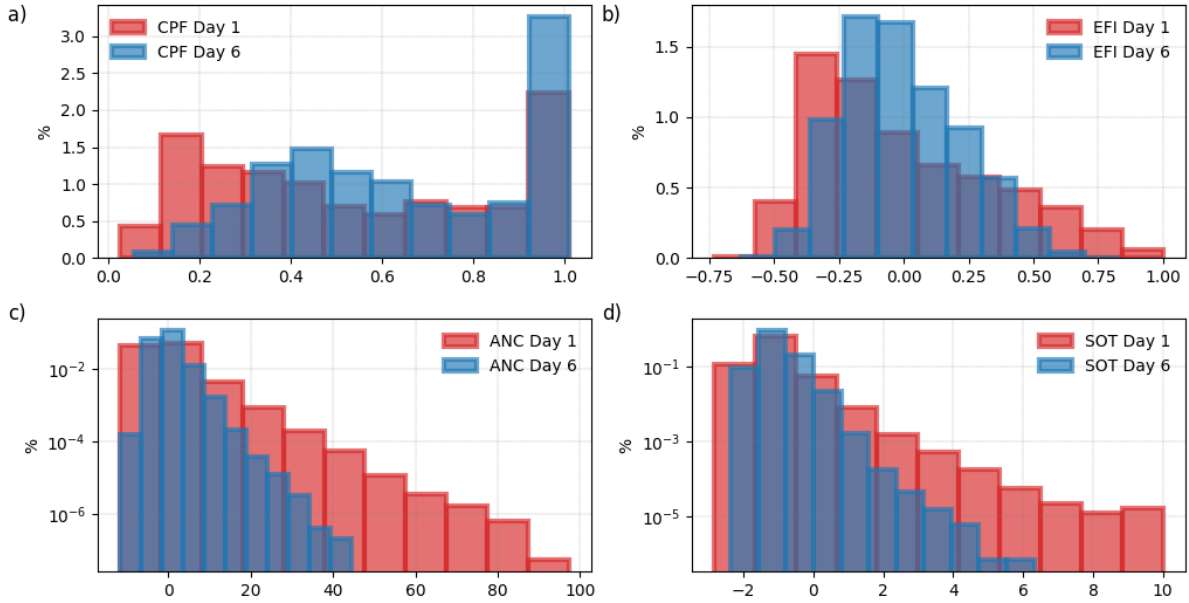 a)
CPF Day 1
CPF Day 6
%
3.0
2.5
2.0
1.5
1.0
0.5
0.0
0.0 0.2 0.4 0.6 0.8 1.0
b)
EFI Day 1
EFI Day 6
%
1.5
1.0
0.5
0.0
−0.75 −0.50 −0.25 0.00 0.25 0.50 0.75 1.00
c)
ANC Day 1
ANC Day 6
%
10⁻²
10⁻⁴
10⁻⁶
0 20 40 60 80 100
d)
SOT Day 1
SOT Day 6
%
10⁻¹
10⁻³
10⁻⁵
−2 0 2 4 6 8 10